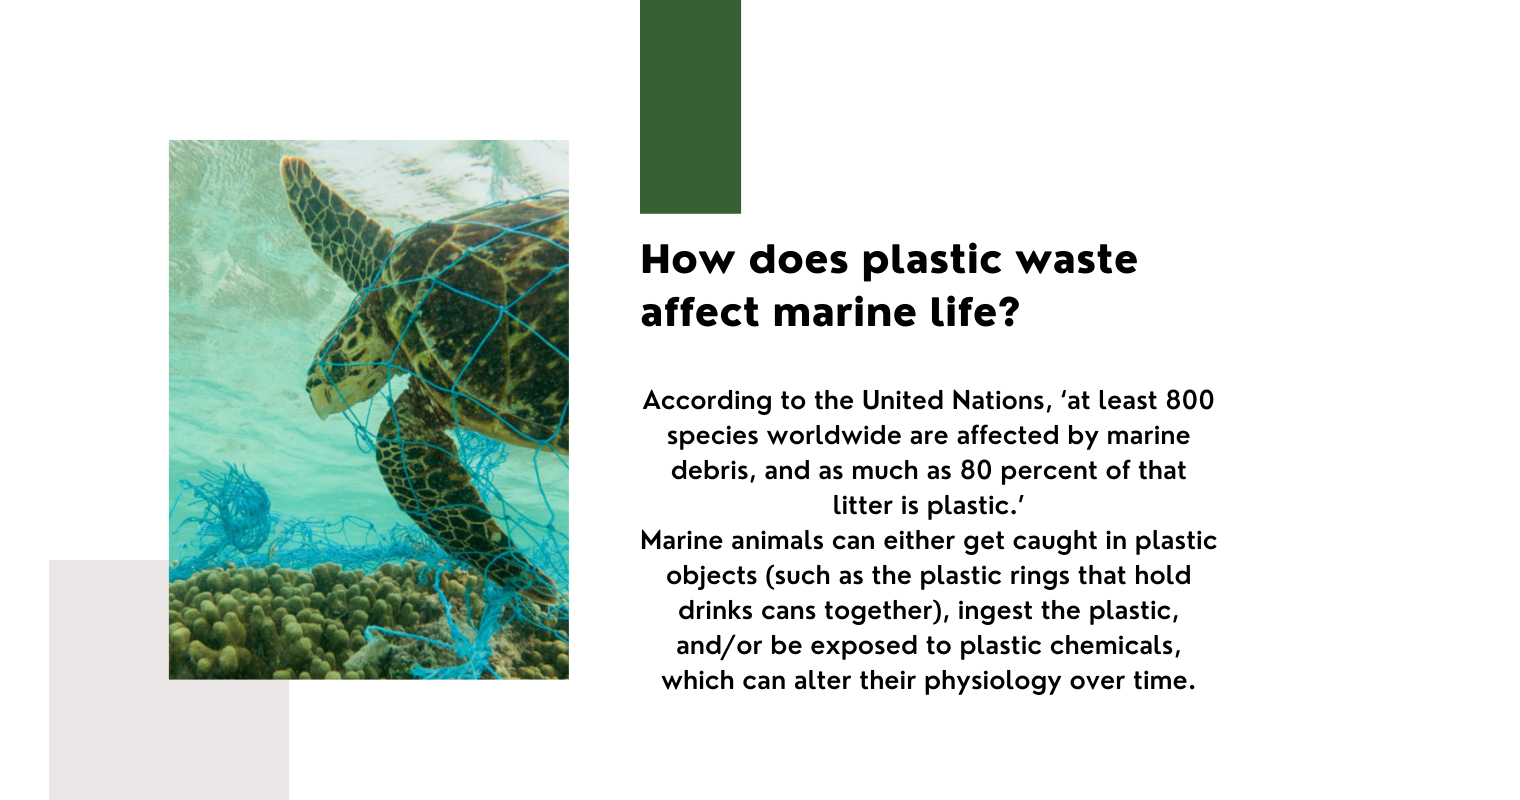 How does plastic waste
affect marine life?
According to the United Nations, ‘at least 800
species worldwide are affected by marine
debris, and as much as 80 percent of that
litter is plastic.’
Marine animals can either get caught in plastic
objects (such as the plastic rings that hold
drinks cans together), ingest the plastic,
and/or be exposed to plastic chemicals,
which can alter their physiology over time.